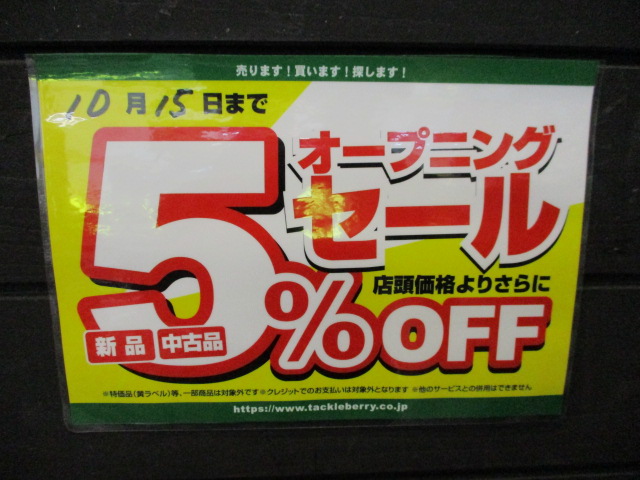 売ります！買います！探します！
10月15日まで
オープニング
セール
店頭価格よりさらに
5%OFF
新品 中古品
※特価品（黄ラベル）等、一部商品は対象外です※クレジットでのお支払いは対象外となります ※他のサービスとの併用はできません
https://www.tackleberry.co.jp